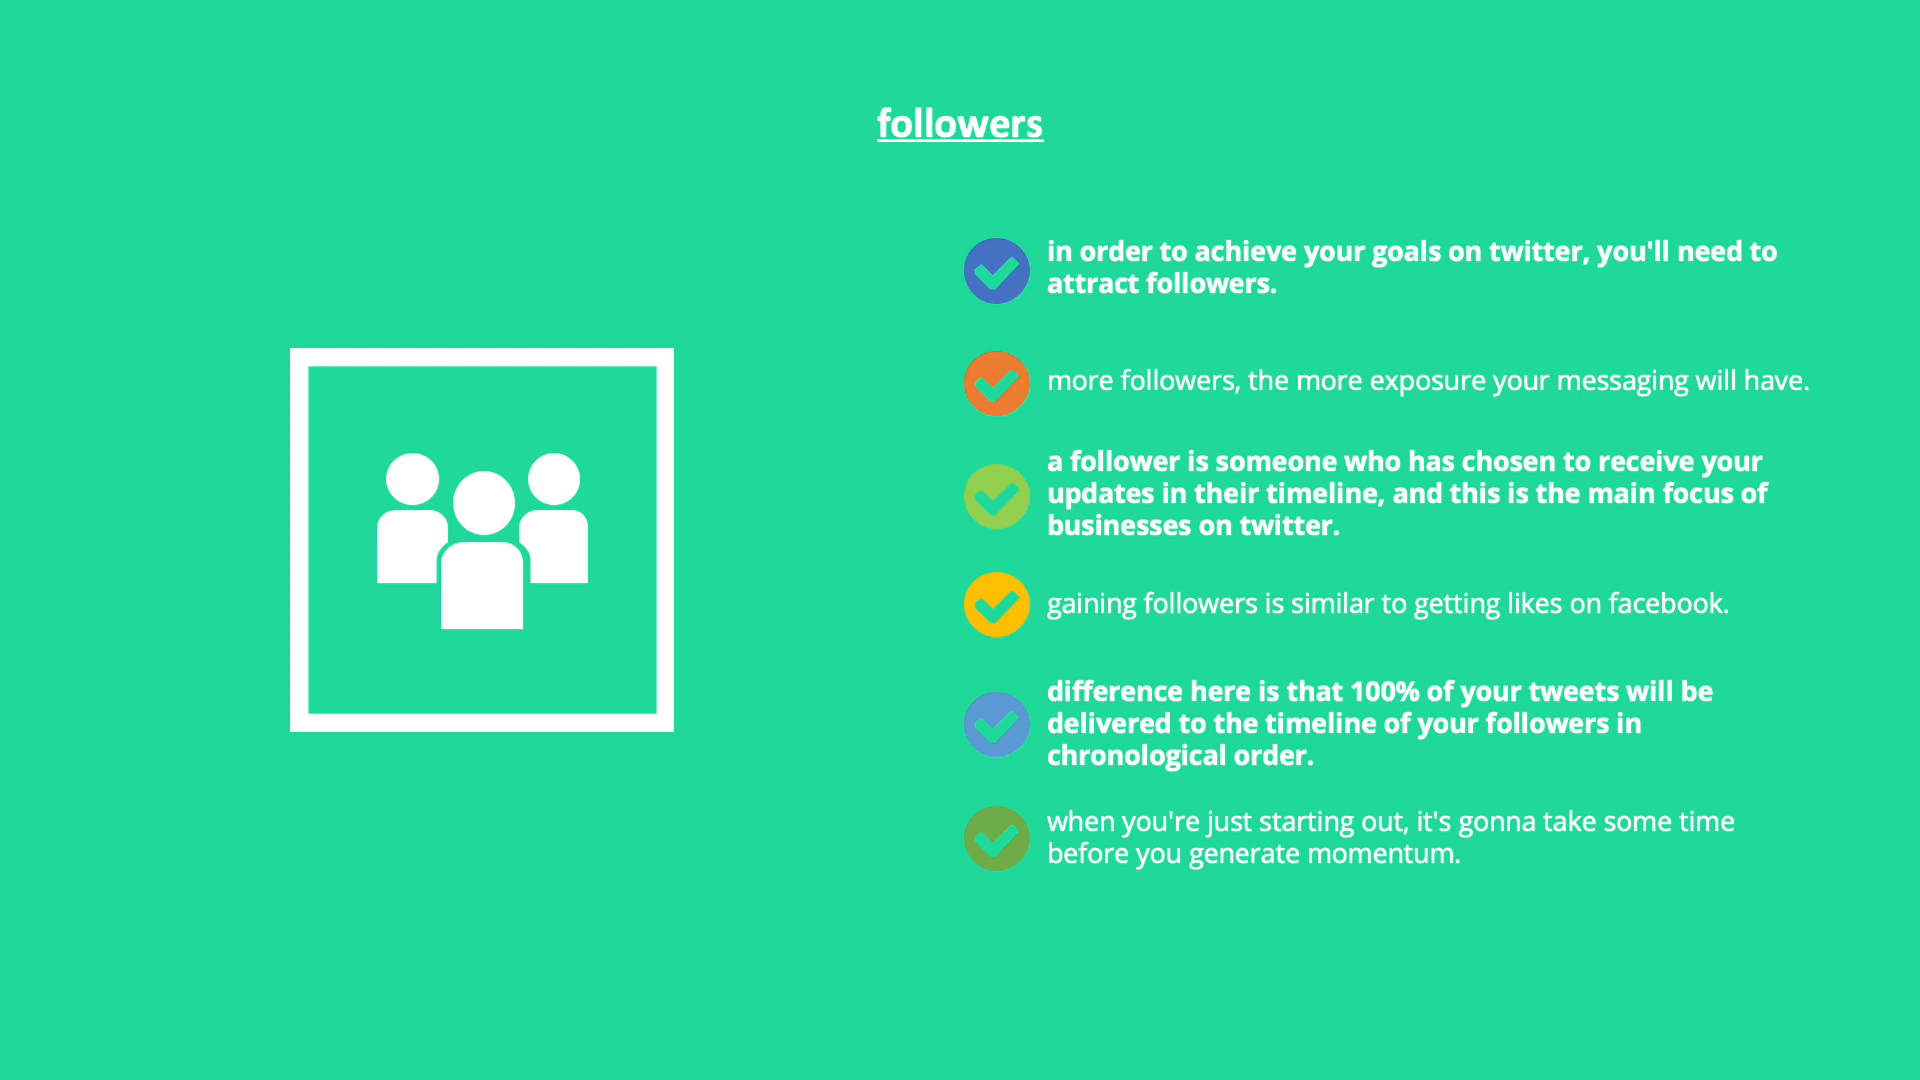 followers
in order to achieve your goals on twitter, you'll need to
attract followers.
more followers, the more exposure your messaging will have.
a follower is someone who has chosen to receive your
updates in their timeline, and this is the main focus of
businesses on twitter.
gaining followers is similar to getting likes on facebook.
difference here is that 100% of your tweets will be
delivered to the timeline of your followers in
chronological order.
when you're just starting out, it's gonna take some time
before you generate momentum.